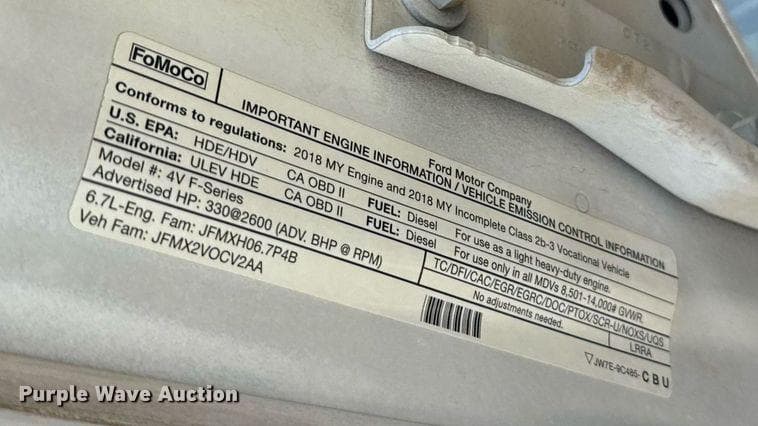 FoMoCo
Ford Motor Company
IMPORTANT ENGINE INFORMATION / VEHICLE EMISSION CONTROL INFORMATION
Conforms to regulations: 2018 MY Engine and 2018 MY Incomplete Class 2b-3 Vocational Vehicle
U.S. EPA: HDE/HDV CA OBD II FUEL: Diesel For use as a light heavy-duty engine.
California: ULEV HDE CA OBD II FUEL: Diesel For use only in all MDVs 8,501-14,000# GVWR.
Model #: 4V F-Series
Advertised HP: 330@2600 (ADV. BHP @ RPM) TC/DFI/CAC/EGR/EGRC/DOC/PTOX/SCR-U/NOXS/UQS
6.7L-Eng. Fam: JFMXH06.7P4B No adjustments needed. LRRA
Veh Fam: JFMX2VOCV2AA
JW7E-9C485- C B U
Purple Wave Auction